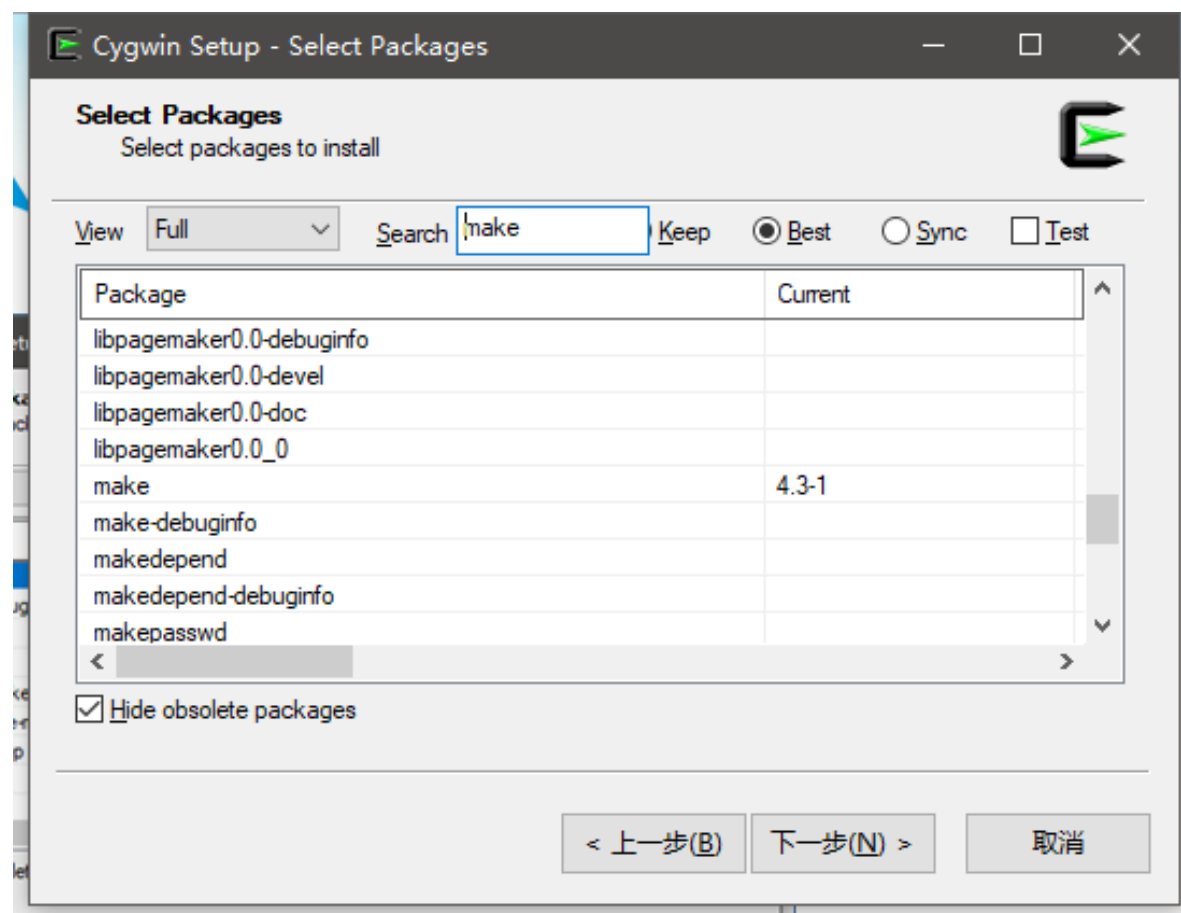 Cygwin Setup - Select Packages
Select Packages
Select packages to install
View Full Search make Keep Best Sync Test
Package Current
libpagemaker0.0-debuginfo
libpagemaker0.0-devel
libpagemaker0.0-doc
libpagemaker0.0_0
make 4.3-1
make-debuginfo
makedepend
makedepend-debuginfo
makepasswd
Hide obsolete packages
< 上一步(B) 下一步(N) > 取消